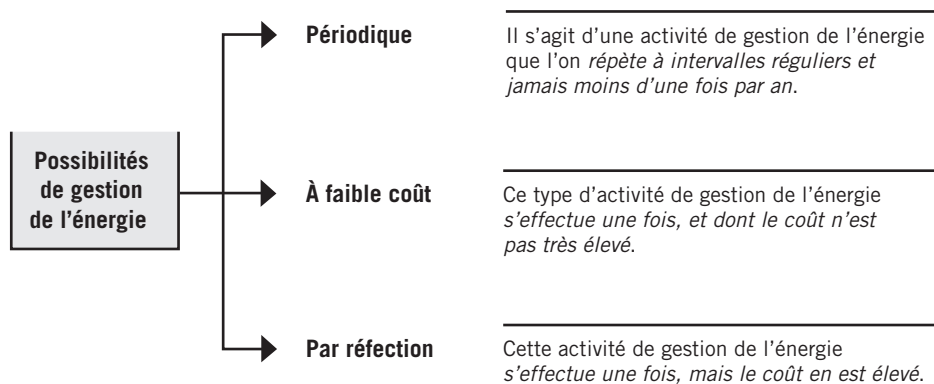 Périodique
Il s'agit d'une activité de gestion de l'énergie
que l'on répète à intervalles réguliers et
jamais moins d'une fois par an.
Possibilités
de gestion
de l'énergie
À faible coût
Ce type d'activité de gestion de l'énergie
s'effectue une fois, et dont le coût n'est
pas très élevé.
Par réfection
Cette activité de gestion de l'énergie
s'effectue une fois, mais le coût en est élevé.